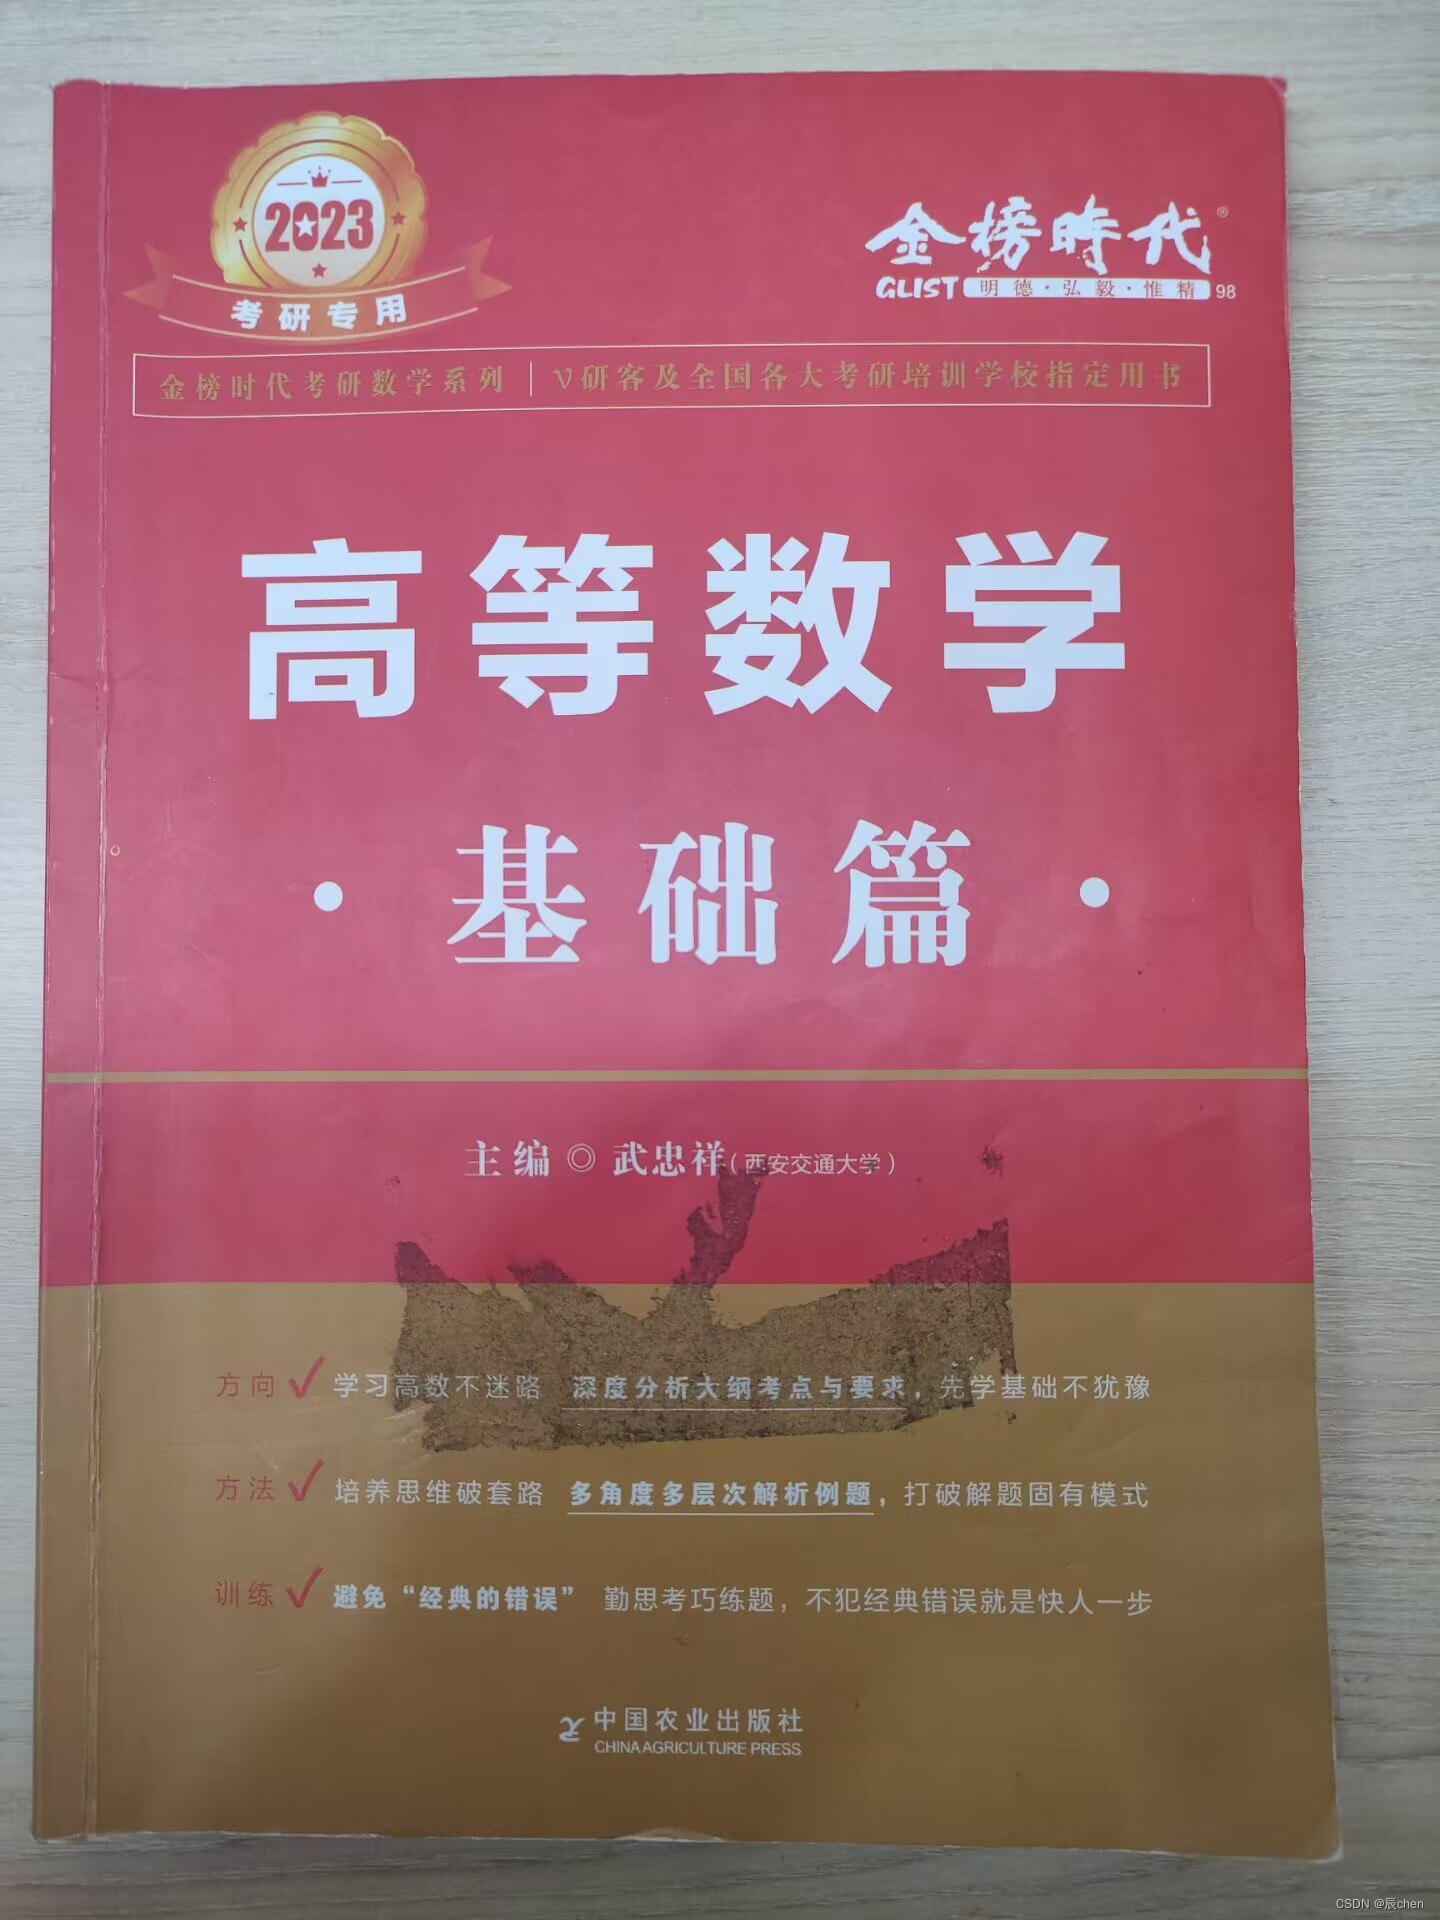 2023
考研专用
金榜時代®
GLIST 明德·弘毅·惟精 98
金榜时代考研数学系列 | V研客及全国各大考研培训学校指定用书
高等数学
·基础篇·
主编◎武忠祥(西安交通大学)
方向✓学习高数不迷路 深度分析大纲考点与要求，先学基础不犹豫
方法✓培养思维破套路 多角度多层次解析例题，打破解题固有模式
训练✓避免“经典的错误” 勤思考巧练题，不犯经典错误就是快人一步
中国农业出版社
CHINA AGRICULTURE PRESS
CSDN @辰chen